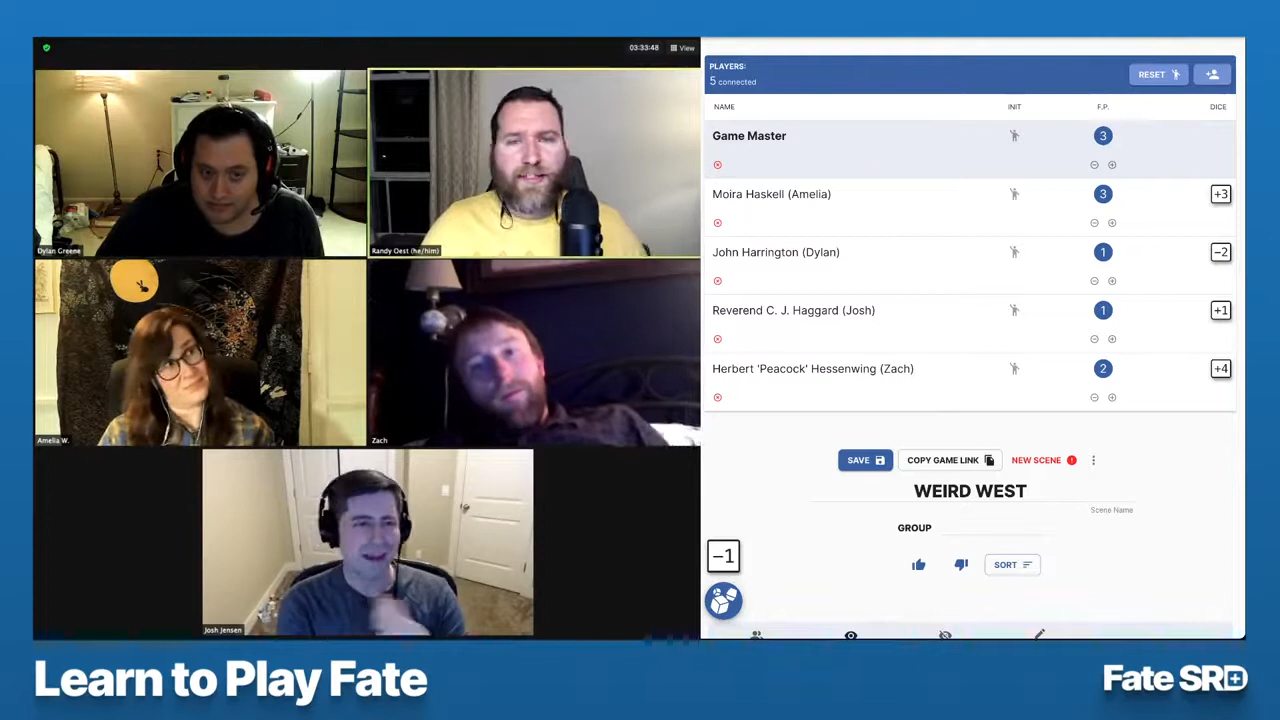 03:33:48 View
Dylan Greene
Randy Oest (he/him)
Amelia W.
Zach
Josh Jensen
PLAYERS:
5 connected
RESET
NAME INIT F.P. DICE
Game Master 3
Moira Haskell (Amelia) 3 +3
John Harrington (Dylan) 1 −2
Reverend C. J. Haggard (Josh) 1 +1
Herbert 'Peacock' Hessenwing (Zach) 2 +4
SAVE COPY GAME LINK NEW SCENE
WEIRD WEST
Scene Name
GROUP
SORT
−1
Learn to Play Fate
Fate SRD